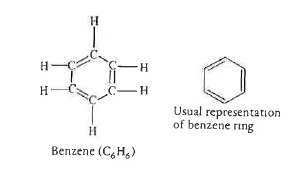 H
C
H C C H
H C C H
C
H
Usual representation
of benzene ring
Benzene (C₆H₆)